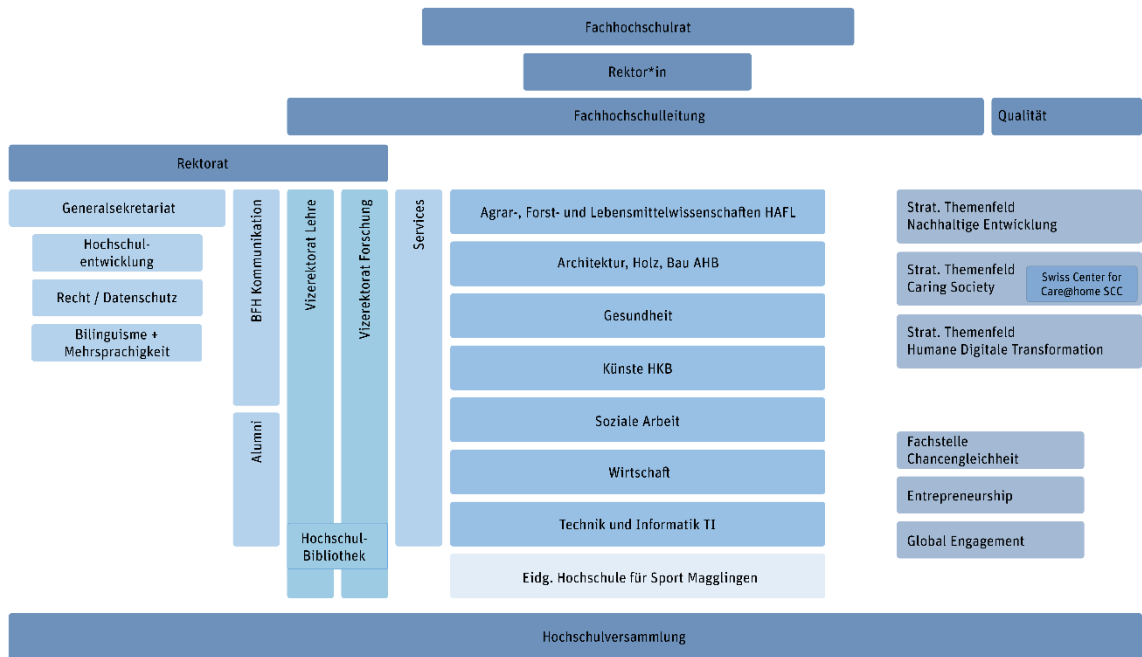 Fachhochschulrat
Rektor*in
Fachhochschulleitung
Qualität
Rektorat
Generalsekretariat
Hochschul-
entwicklung
Recht / Datenschutz
Bilinguisme +
Mehrsprachigkeit
BFH Kommunikation
Alumni
Vizerektorat Lehre
Vizerektorat Forschung
Hochschul-
Bibliothek
Services
Agrar-, Forst- und Lebensmittelwissenschaften HAFL
Architektur, Holz, Bau AHB
Gesundheit
Künste HKB
Soziale Arbeit
Wirtschaft
Technik und Informatik TI
Eidg. Hochschule für Sport Magglingen
Strat. Themenfeld
Nachhaltige Entwicklung
Strat. Themenfeld
Caring Society
Swiss Center for
Care@home SCC
Strat. Themenfeld
Humane Digitale Transformation
Fachstelle
Chancengleichheit
Entrepreneurship
Global Engagement
Hochschulversammlung